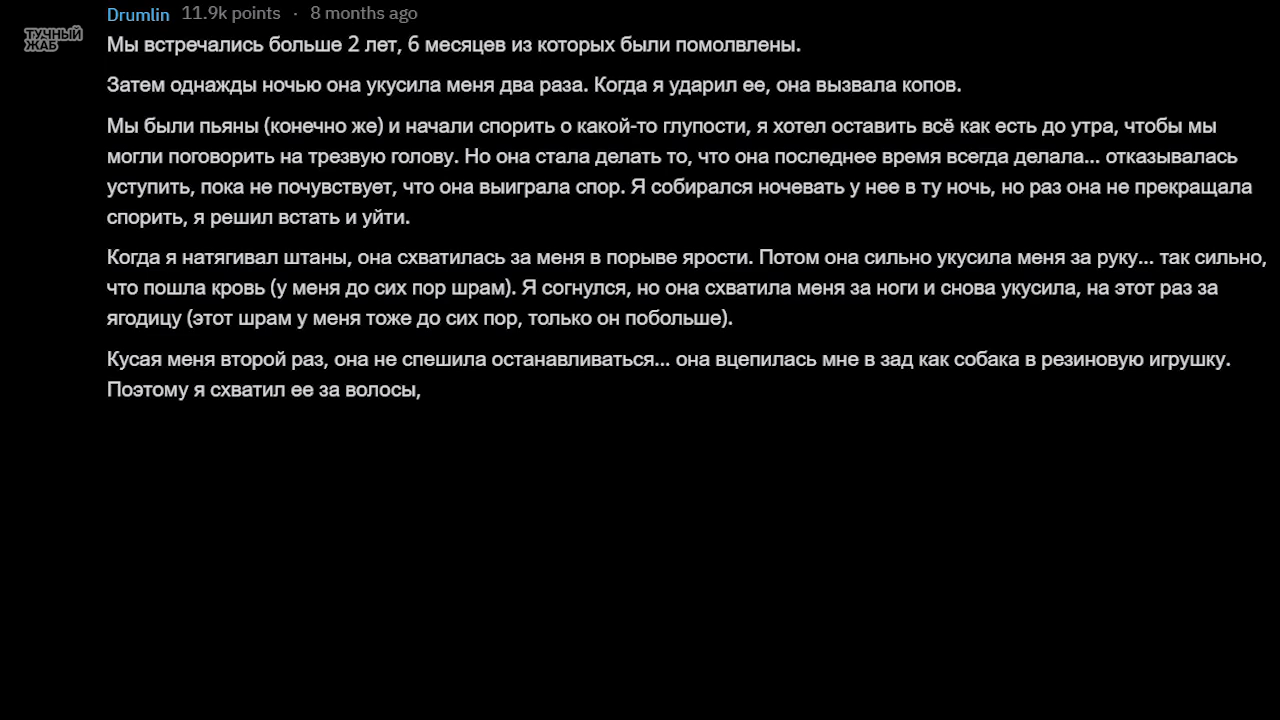 Drumlin 11.9k points · 8 months ago
ТУЧНЫЙ
ЖАБ
Мы встречались больше 2 лет, 6 месяцев из которых были помолвлены.
Затем однажды ночью она укусила меня два раза. Когда я ударил ее, она вызвала копов.
Мы были пьяны (конечно же) и начали спорить о какой-то глупости, я хотел оставить всё как есть до утра, чтобы мы
могли поговорить на трезвую голову. Но она стала делать то, что она последнее время всегда делала... отказывалась
уступить, пока не почувствует, что она выиграла спор. Я собирался ночевать у нее в ту ночь, но раз она не прекращала
спорить, я решил встать и уйти.
Когда я натягивал штаны, она схватилась за меня в порыве ярости. Потом она сильно укусила меня за руку... так сильно,
что пошла кровь (у меня до сих пор шрам). Я согнулся, но она схватила меня за ноги и снова укусила, на этот раз за
ягодицу (этот шрам у меня тоже до сих пор, только он побольше).
Кусая меня второй раз, она не спешила останавливаться... она вцепилась мне в зад как собака в резиновую игрушку.
Поэтому я схватил ее за волосы,